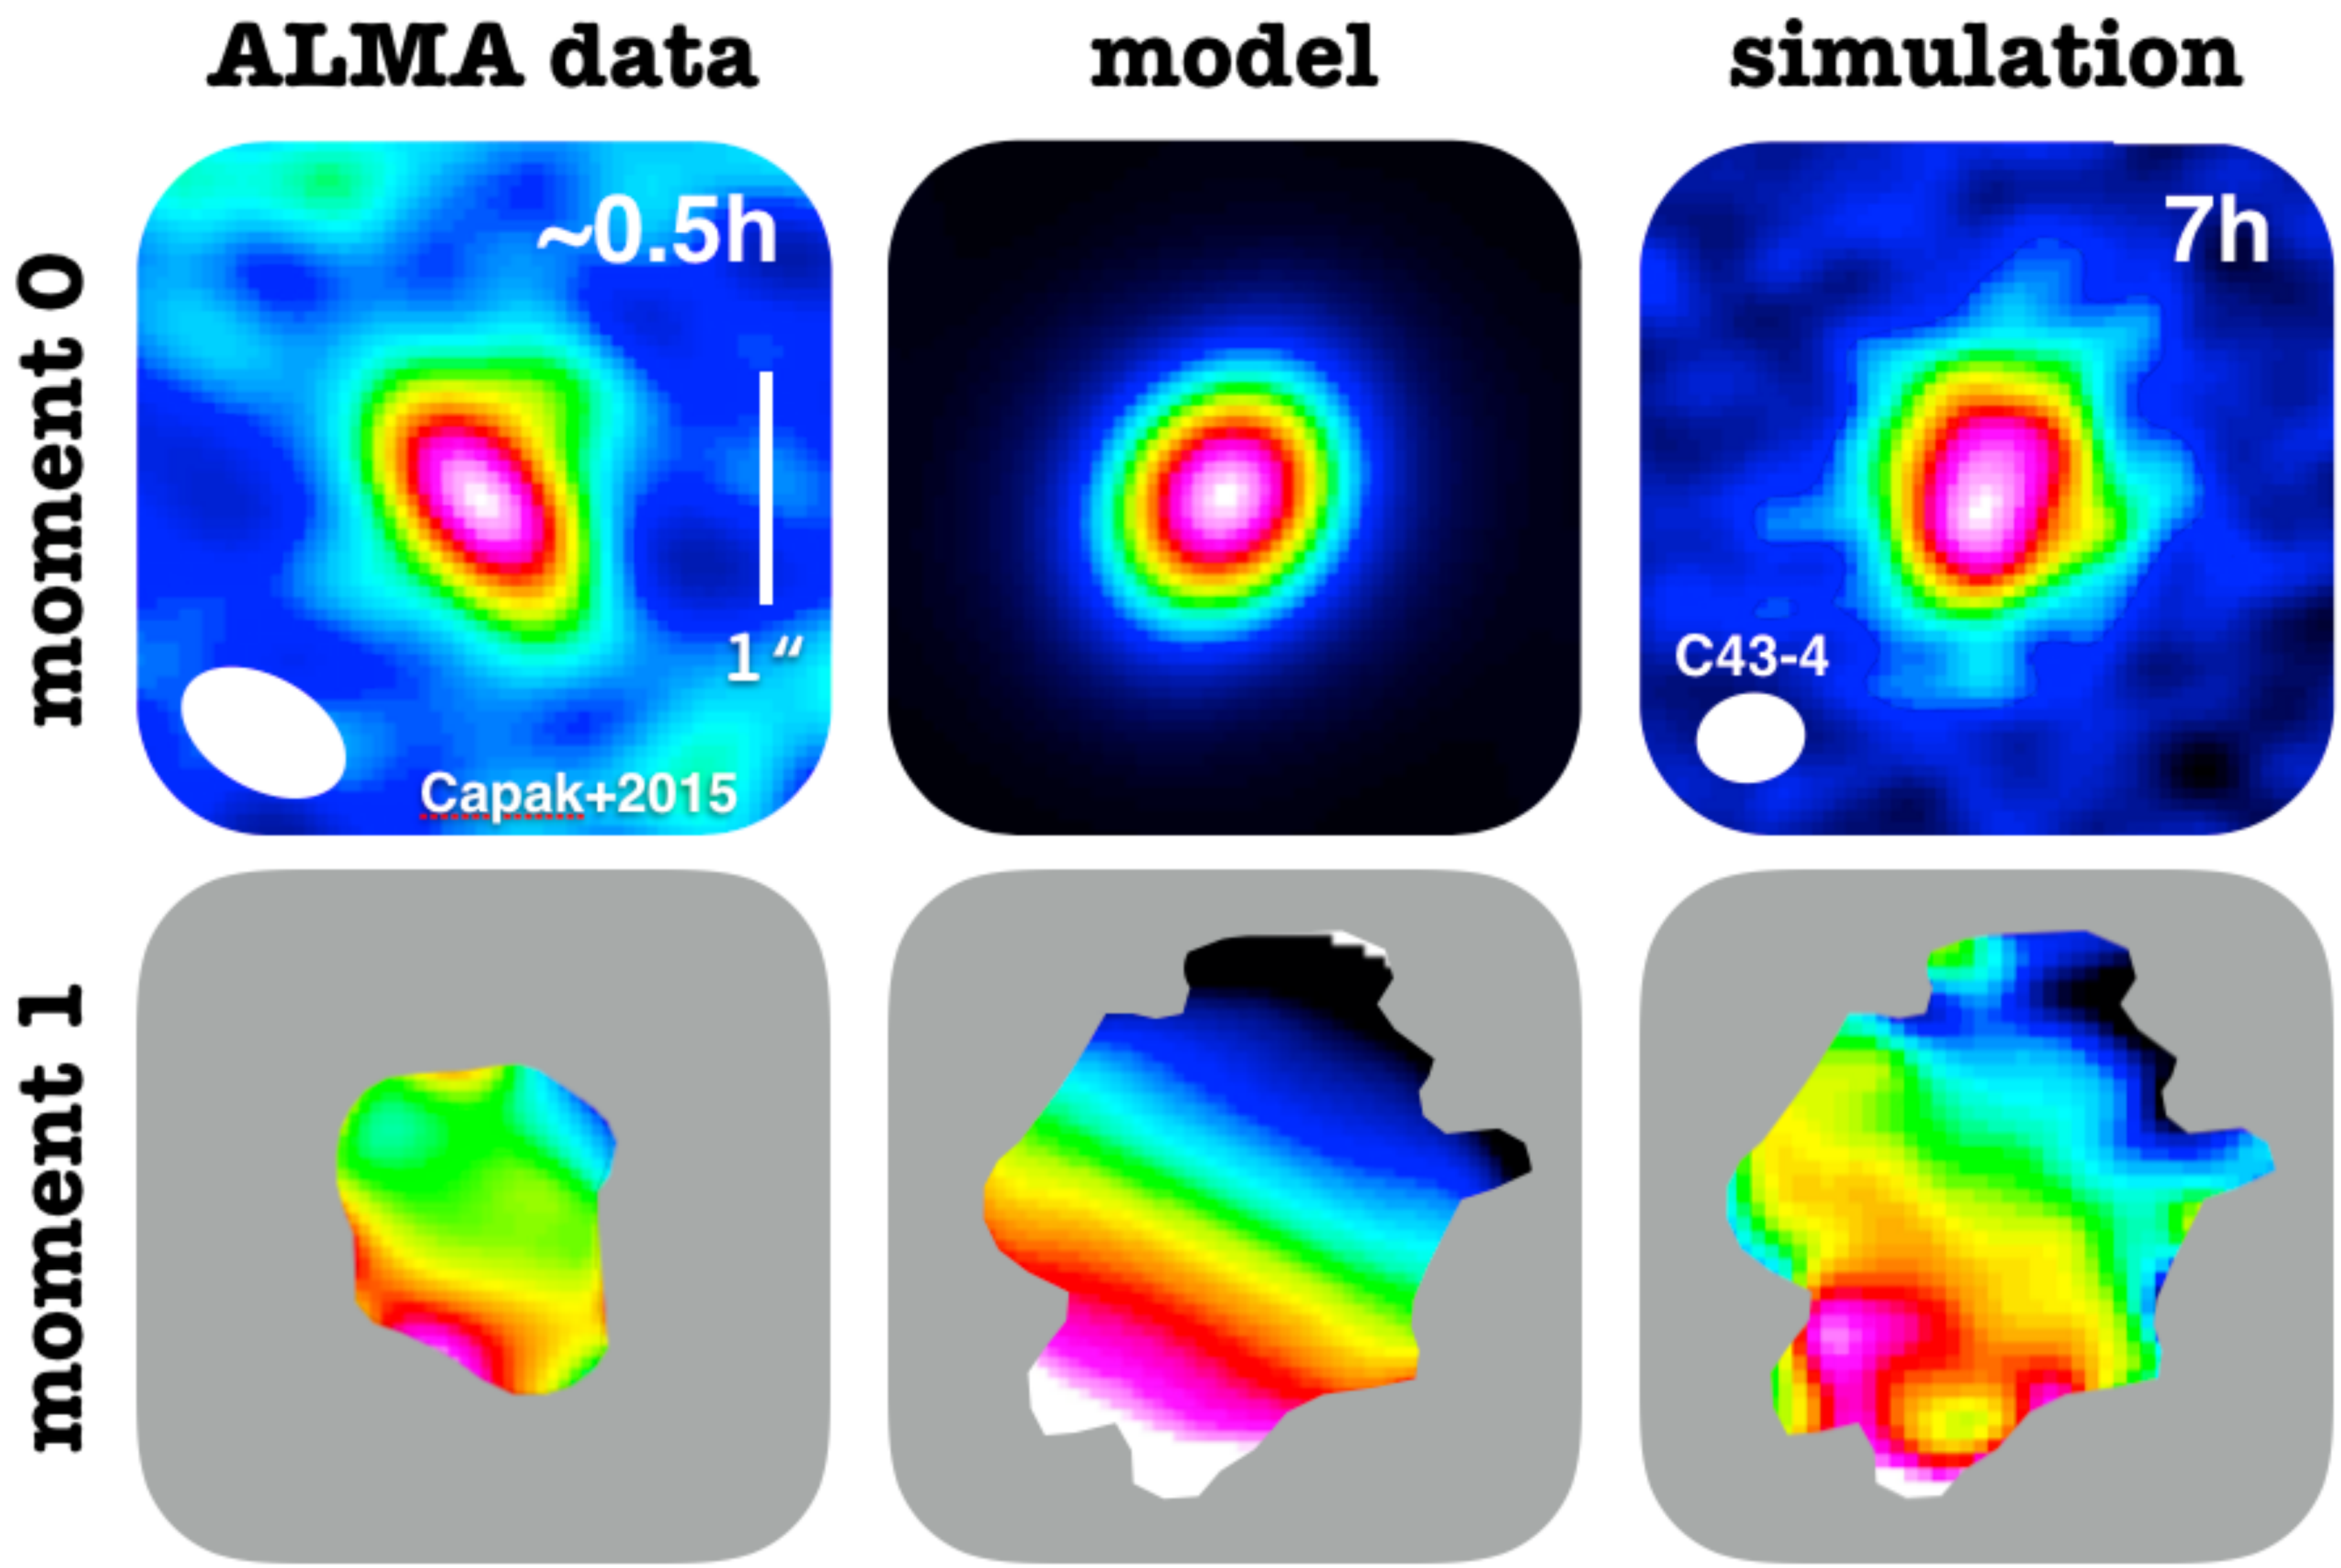 ALMA data
model
simulation
moment 0
~0.5h
1“
Capak+2015
7h
C43-4
moment 1